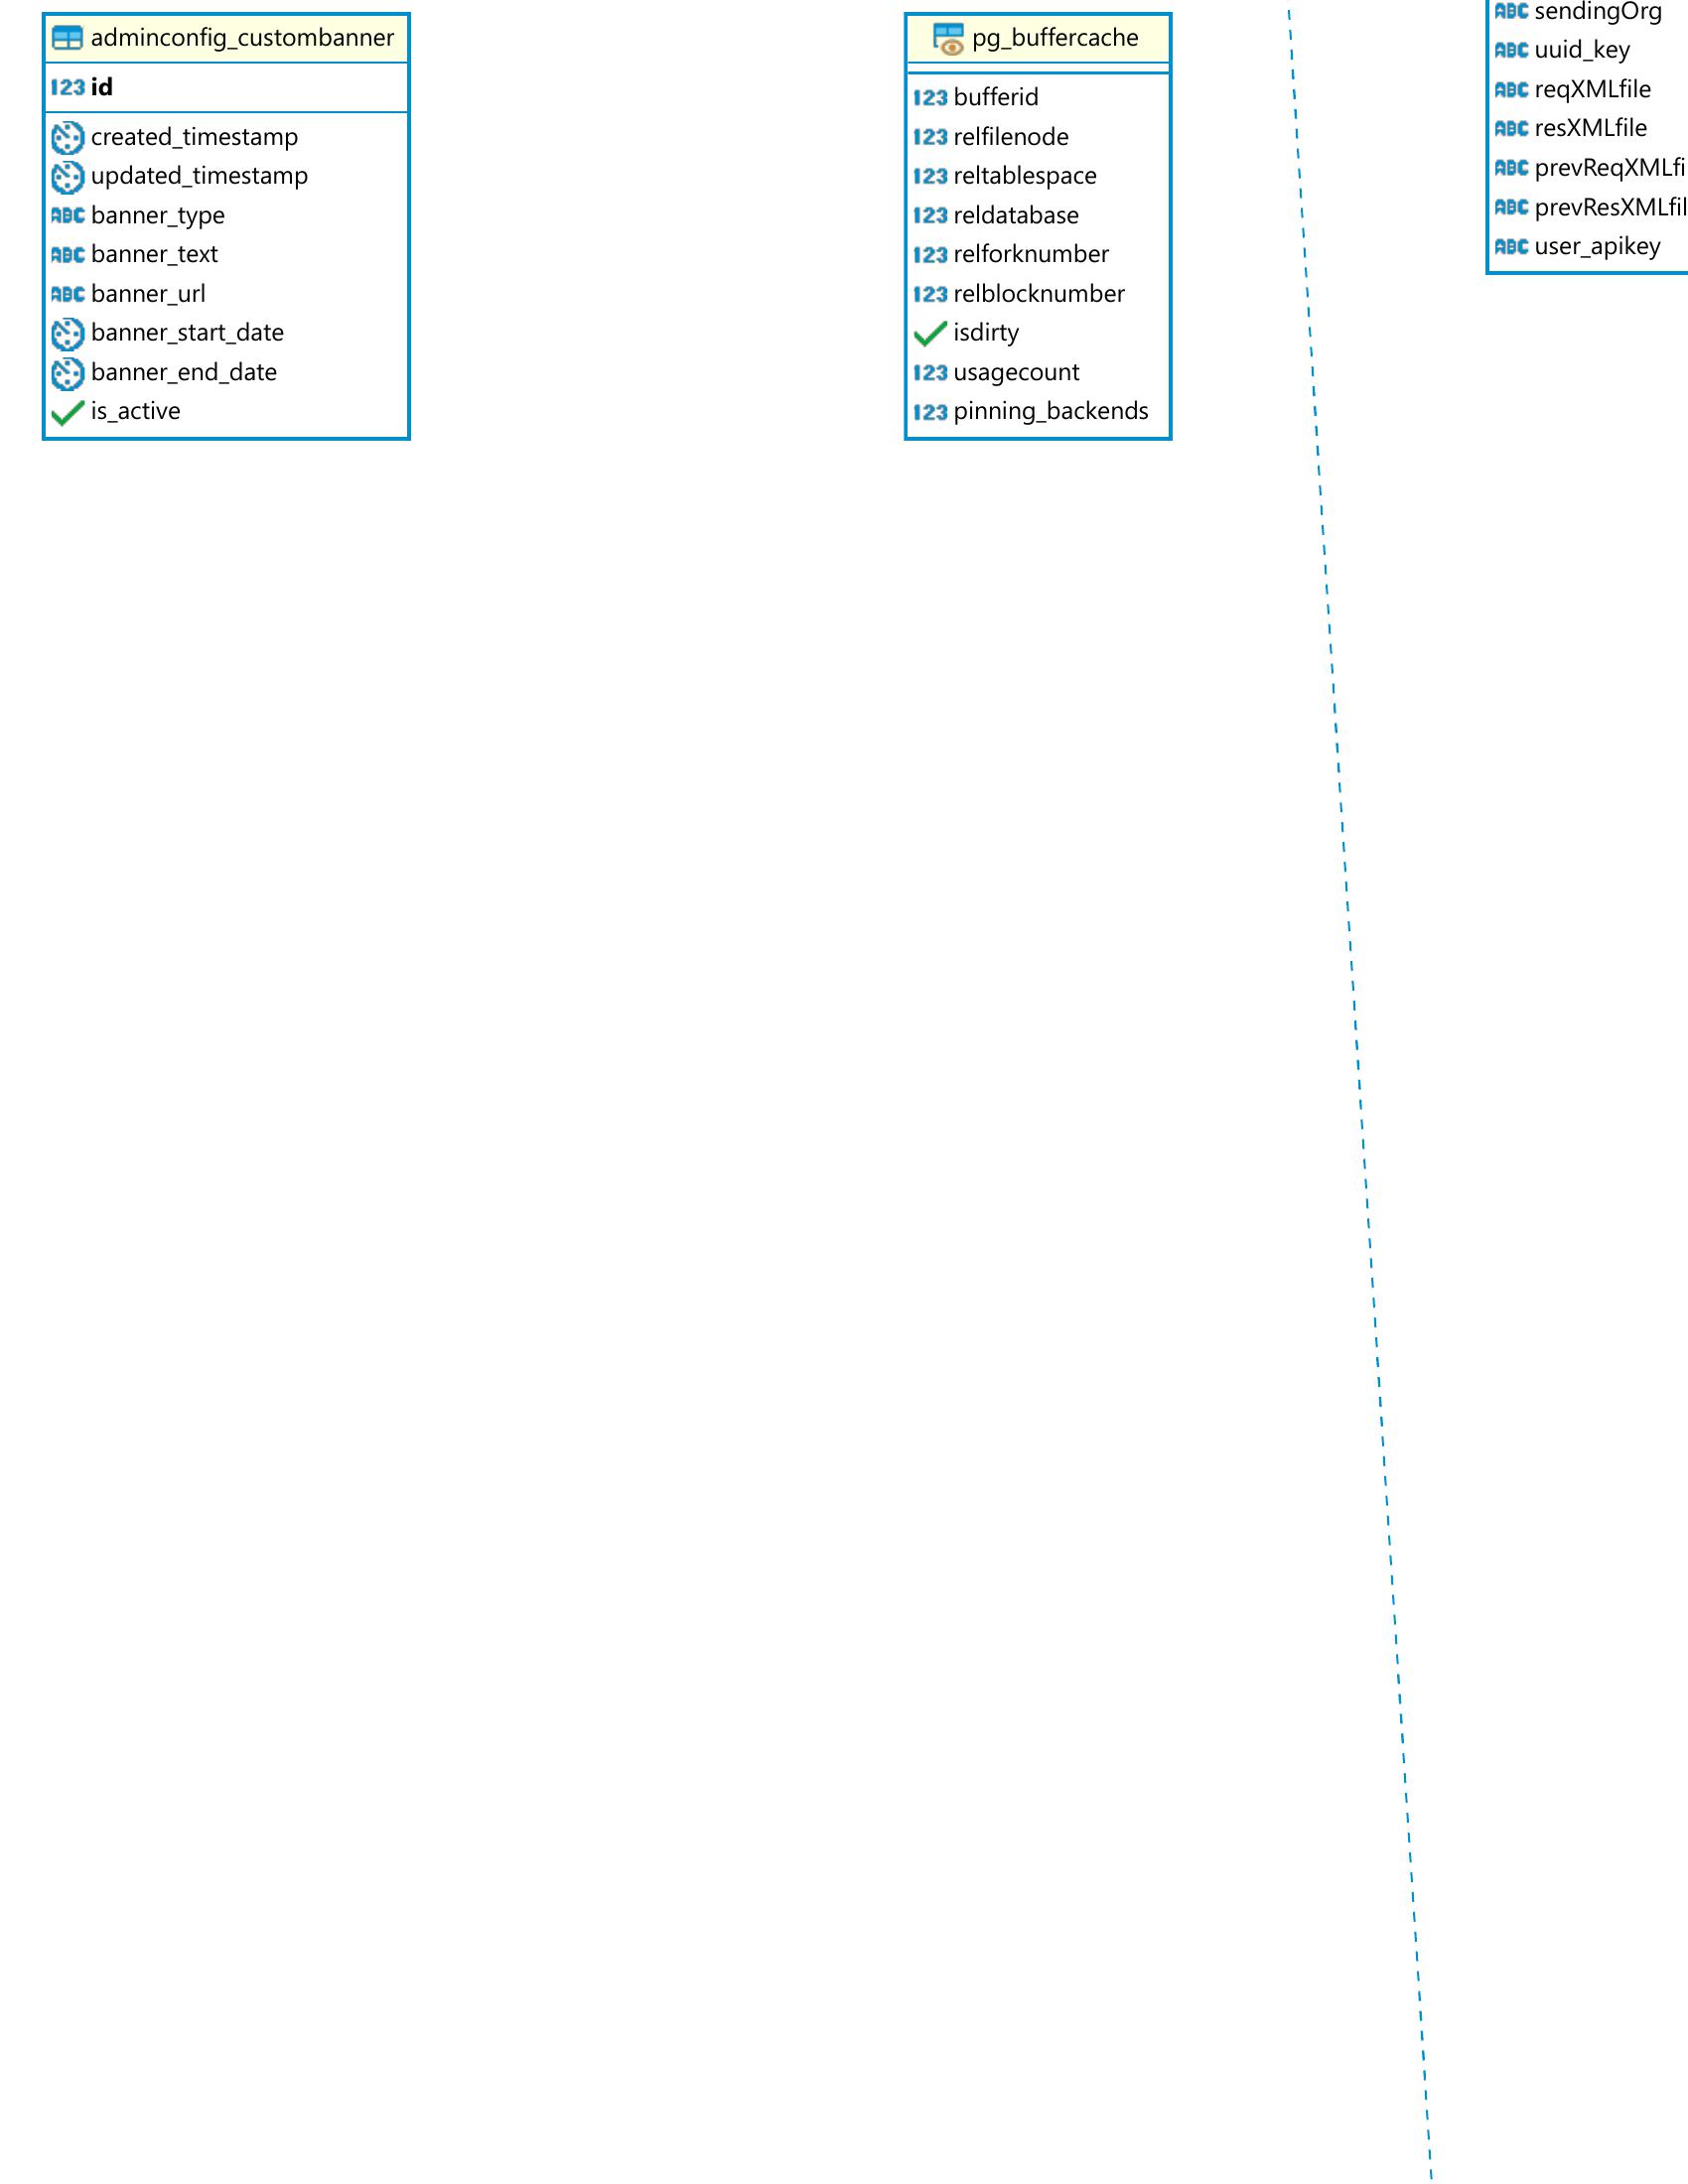 adminconfig_custombanner
123 id
created_timestamp
updated_timestamp
ABC banner_type
ABC banner_text
ABC banner_url
banner_start_date
banner_end_date
is_active
pg_buffercache
123 bufferid
123 relfilenode
123 reltablespace
123 reldatabase
123 relforknumber
123 relblocknumber
isdirty
123 usagecount
123 pinning_backends
ABC sendingOrg
ABC uuid_key
ABC reqXMLfile
ABC resXMLfile
ABC prevReqXMLfi
ABC prevResXMLfil
ABC user_apikey